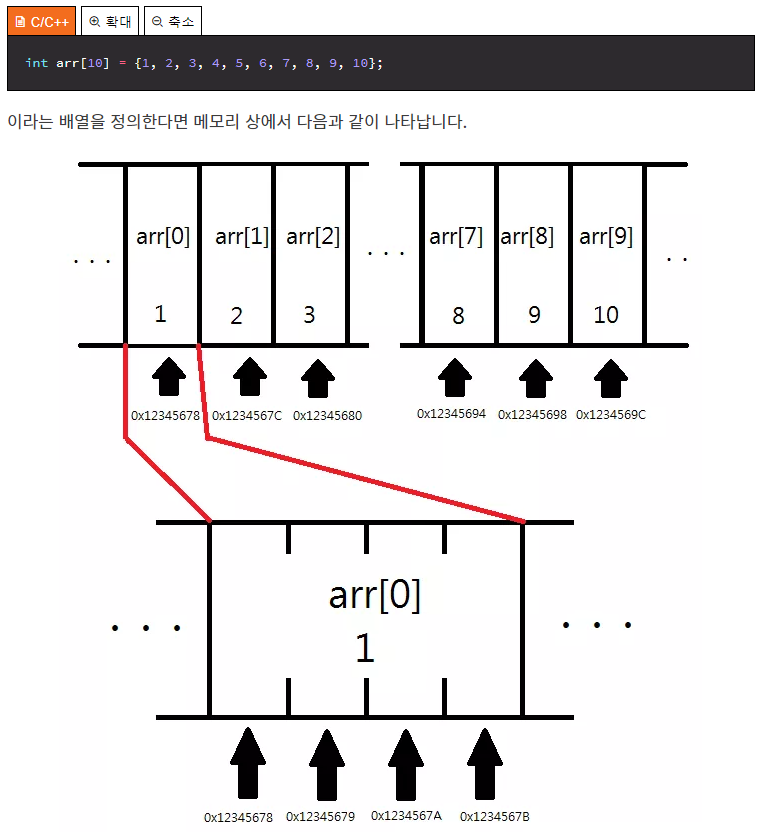 C/C++ 확대 축소
int arr[10] = {1, 2, 3, 4, 5, 6, 7, 8, 9, 10};
이라는 배열을 정의한다면 메모리 상에서 다음과 같이 나타납니다.
. . . arr[0] arr[1] arr[2] . . . arr[7] arr[8] arr[9] . .
1 2 3 8 9 10
0x12345678 0x1234567C 0x12345680 0x12345694 0x12345698 0x1234569C
arr[0]
. . . 1 . . .
0x12345678 0x12345679 0x1234567A 0x1234567B